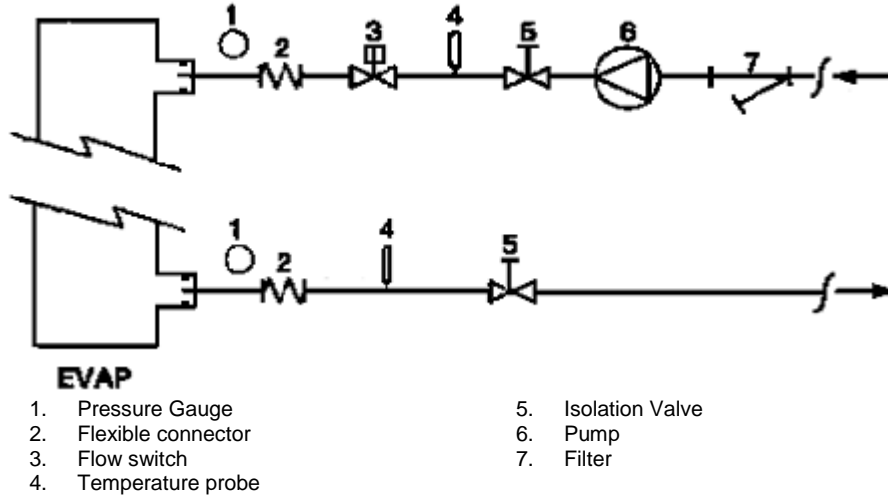 1 2 3 4 5 6 7
1 2 4 5
EVAP
1. Pressure Gauge
2. Flexible connector
3. Flow switch
4. Temperature probe
5. Isolation Valve
6. Pump
7. Filter